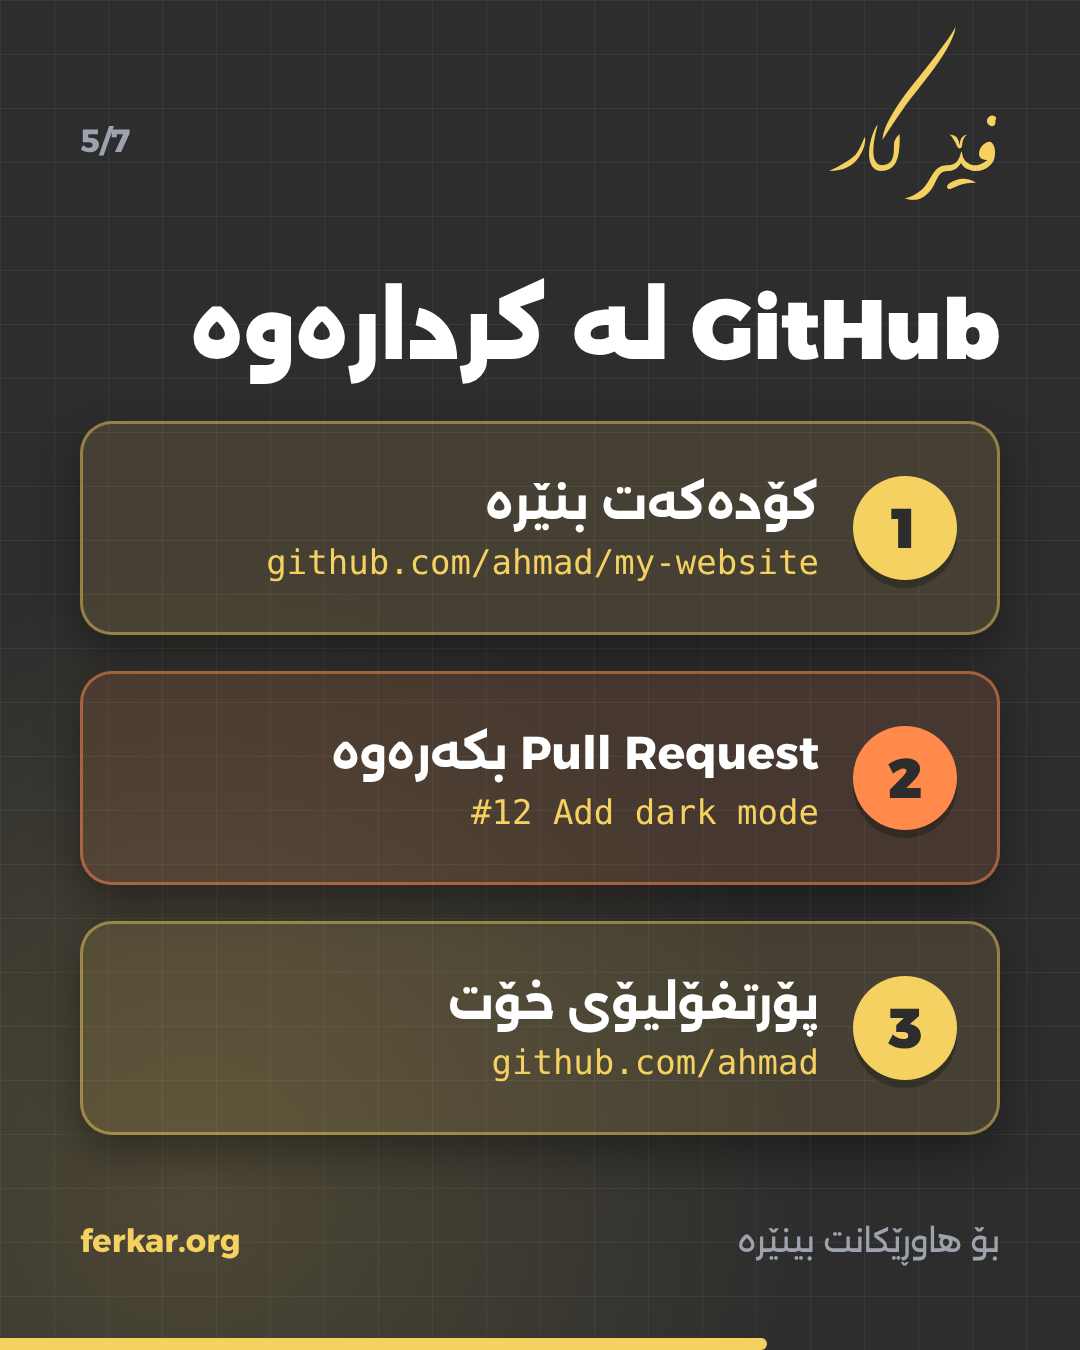 فێرکار
5/7
GitHub لە کردارەوە
1
کۆدەکەت بنێرە
github.com/ahmad/my-website
2
Pull Request بکەرەوە
#12 Add dark mode
3
پۆرتفۆلیۆی خۆت
github.com/ahmad
بۆ هاوڕێکانت بینێرە
ferkar.org